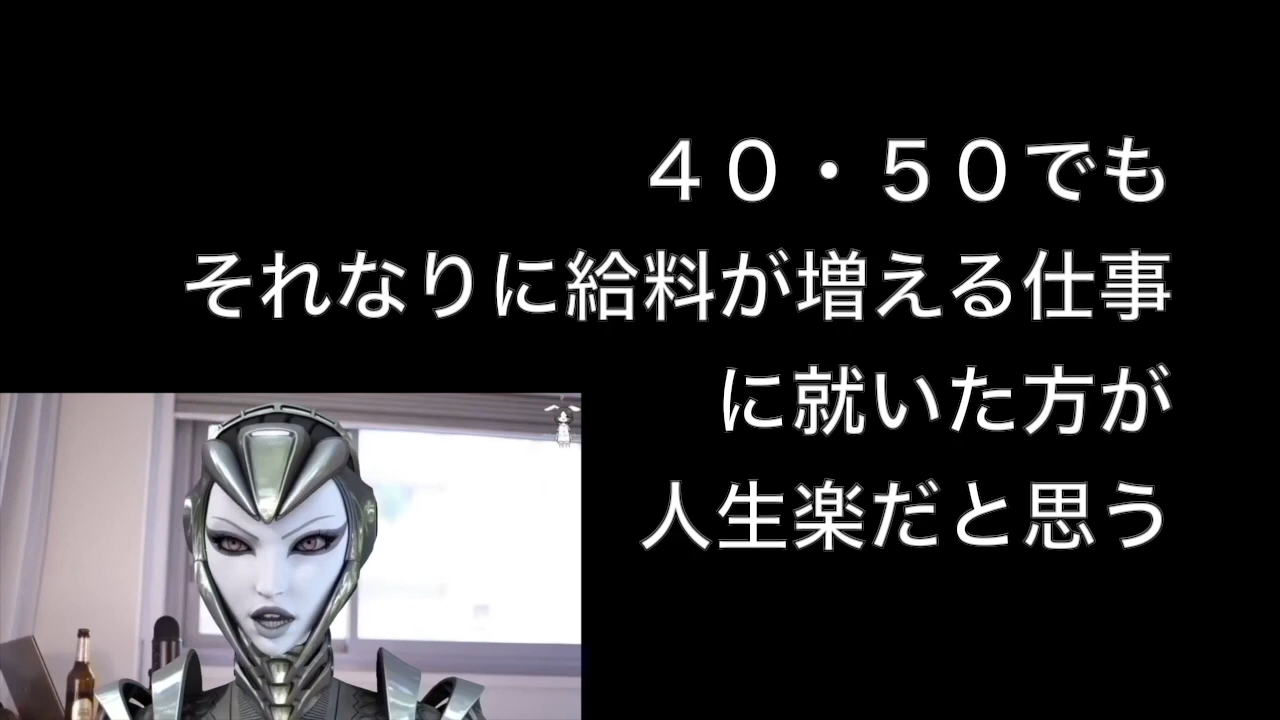 ４０・５０でも
それなりに給料が増える仕事
に就いた方が
人生楽だと思う